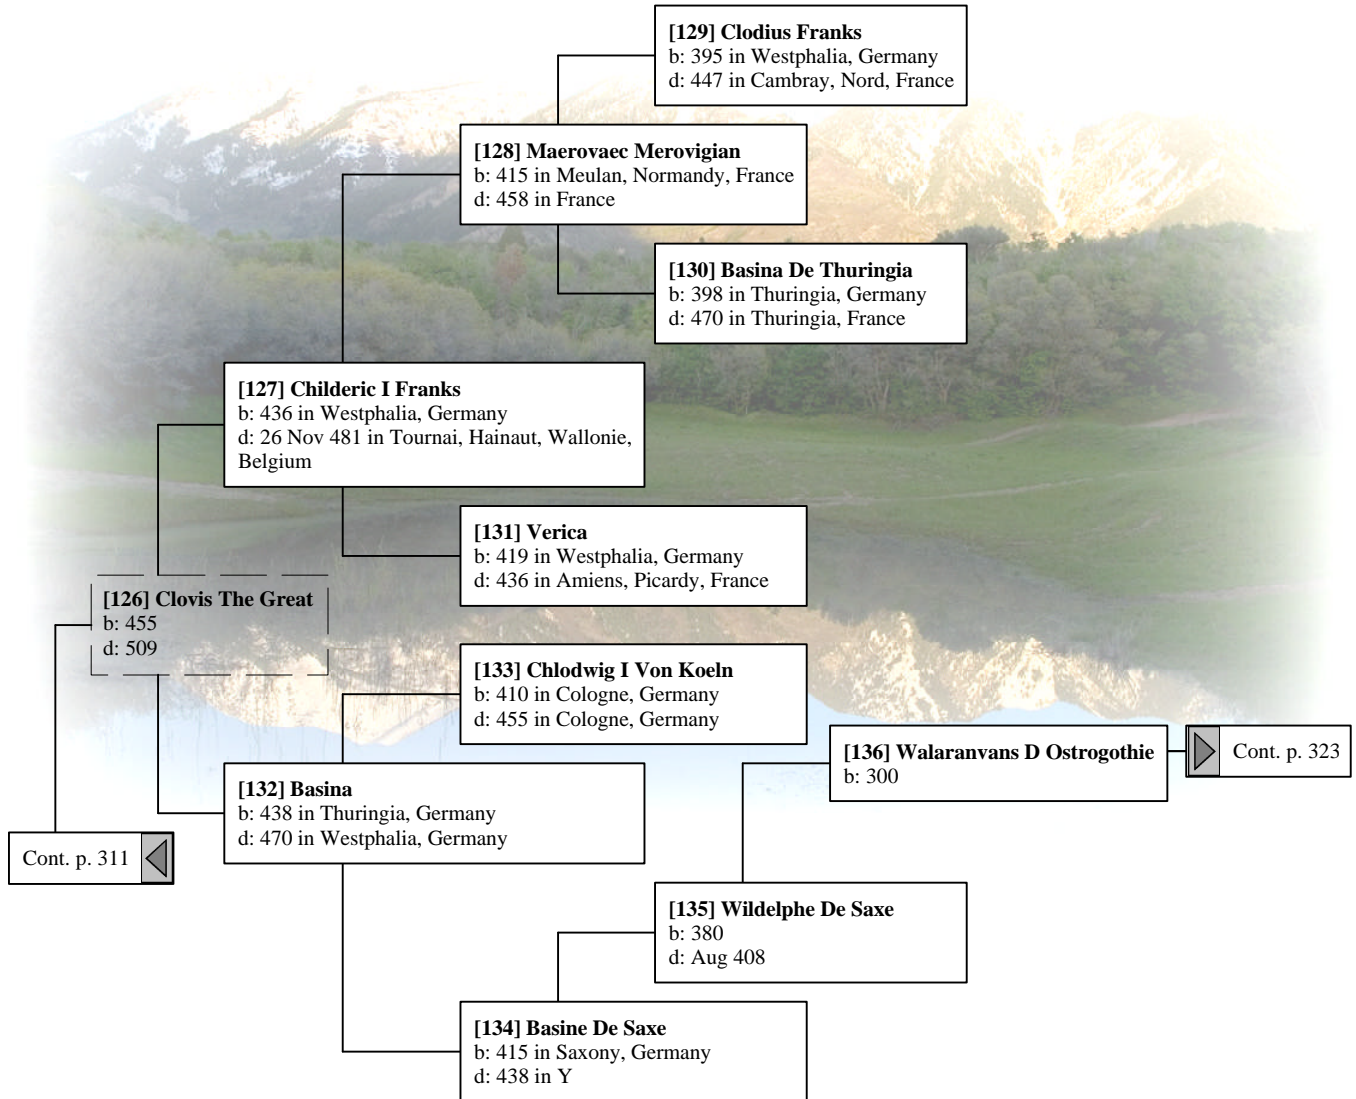 [129] Clodius Franks
b: 395 in Westphalia, Germany
d: 447 in Cambray, Nord, France
[128] Maerovaec Merovigian
b: 415 in Meulan, Normandy, France
d: 458 in France
[130] Basina De Thuringia
b: 398 in Thuringia, Germany
d: 470 in Thuringia, France
[127] Childeric I Franks
b: 436 in Westphalia, Germany
d: 26 Nov 481 in Tournai, Hainaut, Wallonie,
Belgium
[131] Verica
b: 419 in Westphalia, Germany
d: 436 in Amiens, Picardy, France
[126] Clovis The Great
b: 455
d: 509
[133] Chlodwig I Von Koeln
b: 410 in Cologne, Germany
d: 455 in Cologne, Germany
[136] Walaranvans D Ostrogothie
b: 300
Cont. p. 323
[132] Basina
b: 438 in Thuringia, Germany
d: 470 in Westphalia, Germany
Cont. p. 311
[135] Wildelphe De Saxe
b: 380
d: Aug 408
[134] Basine De Saxe
b: 415 in Saxony, Germany
d: 438 in Y